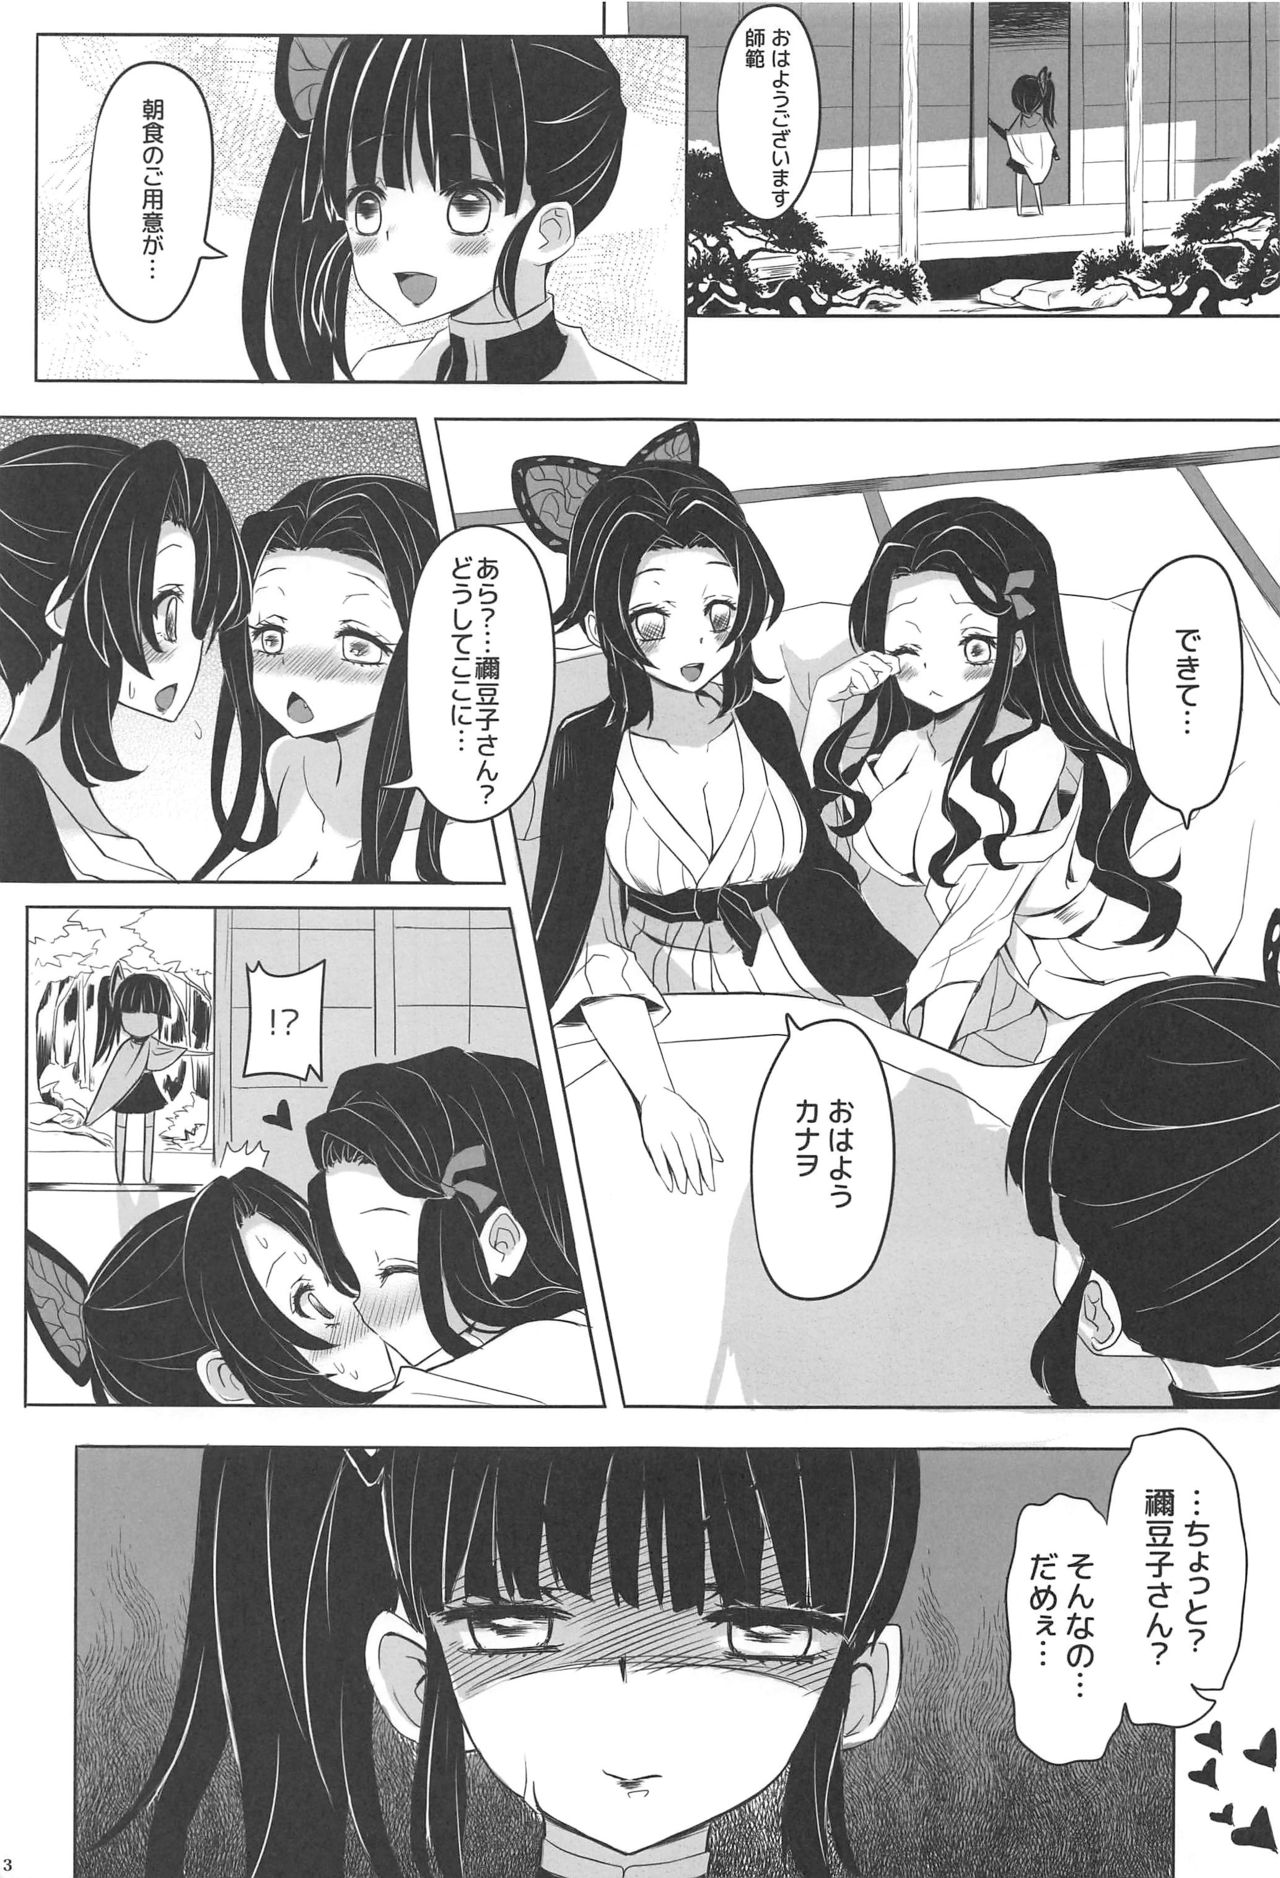 おはようございます
師範
朝食のご用意が…
できて…
おはよう
カナヲ
あら?…禰豆子さん?
どうしてここに…
!?
…ちょっと?
禰豆子さん?
そんなの…
だめぇ…
3